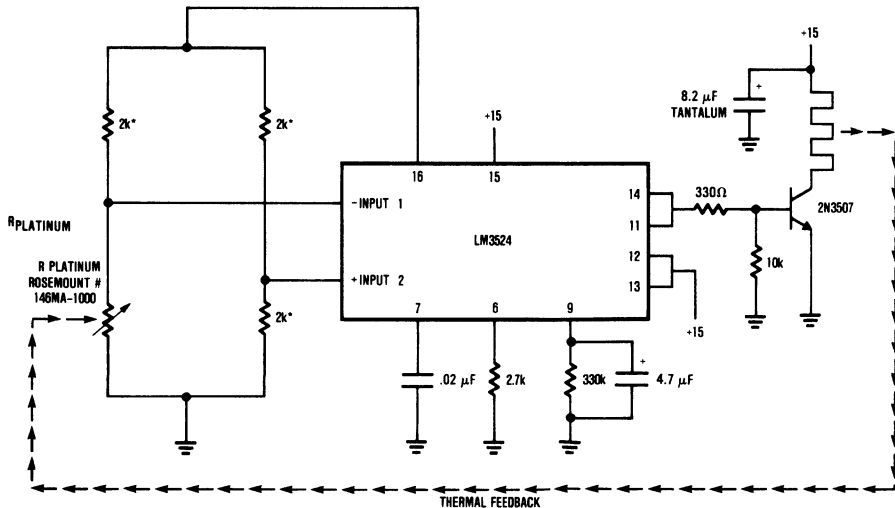 +15
8.2 μF
TANTALUM
2k*
2k*
+15
16
15
330Ω
2N3507
− INPUT 1
14
11
LM3524
RPLATINUM
R PLATINUM
ROSEMOUNT #
146MA-1000
+ INPUT 2
12
13
10k
2k*
7
6
9
+15
.02 μF
2.7k
330k
+
4.7 μF
+
THERMAL FEEDBACK